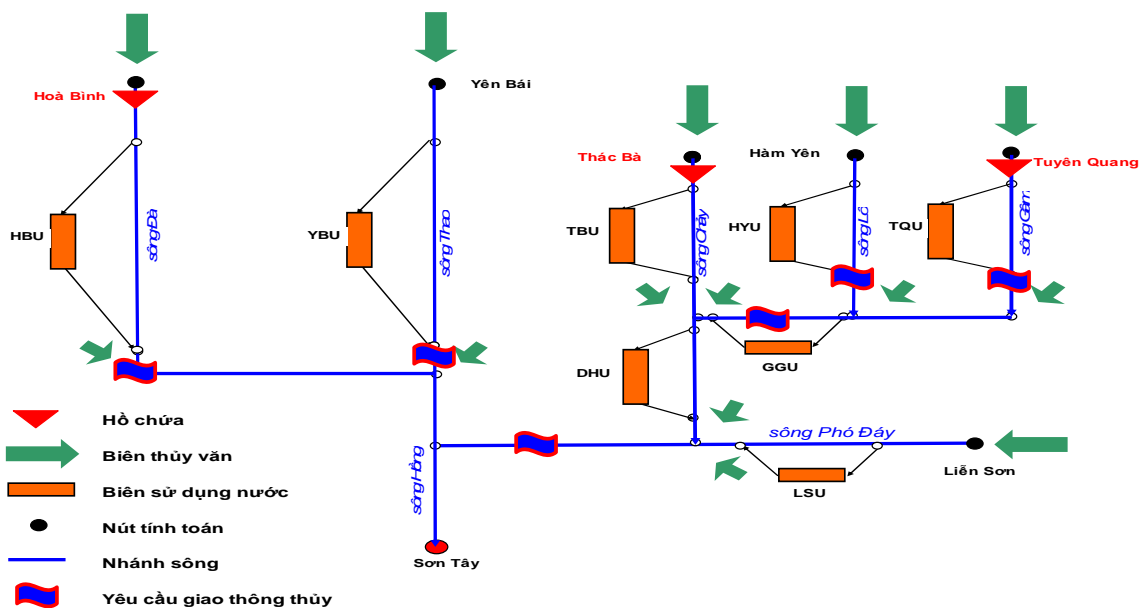 Yên Bái
Hoà Bình
Thác Bà
Hàm Yên
Tuyên Quang
HBU
YBU
TBU
HYU
TQU
sông Đà
sông Thao
sông Chảy
sông Lô
sông Gâm
DHU
GGU
sông Phó Đáy
Liễn Sơn
LSU
sông Hồng
Sơn Tây
Hồ chứa
Biên thủy văn
Biên sử dụng nước
Nút tính toán
Nhánh sông
Yêu cầu giao thông thủy